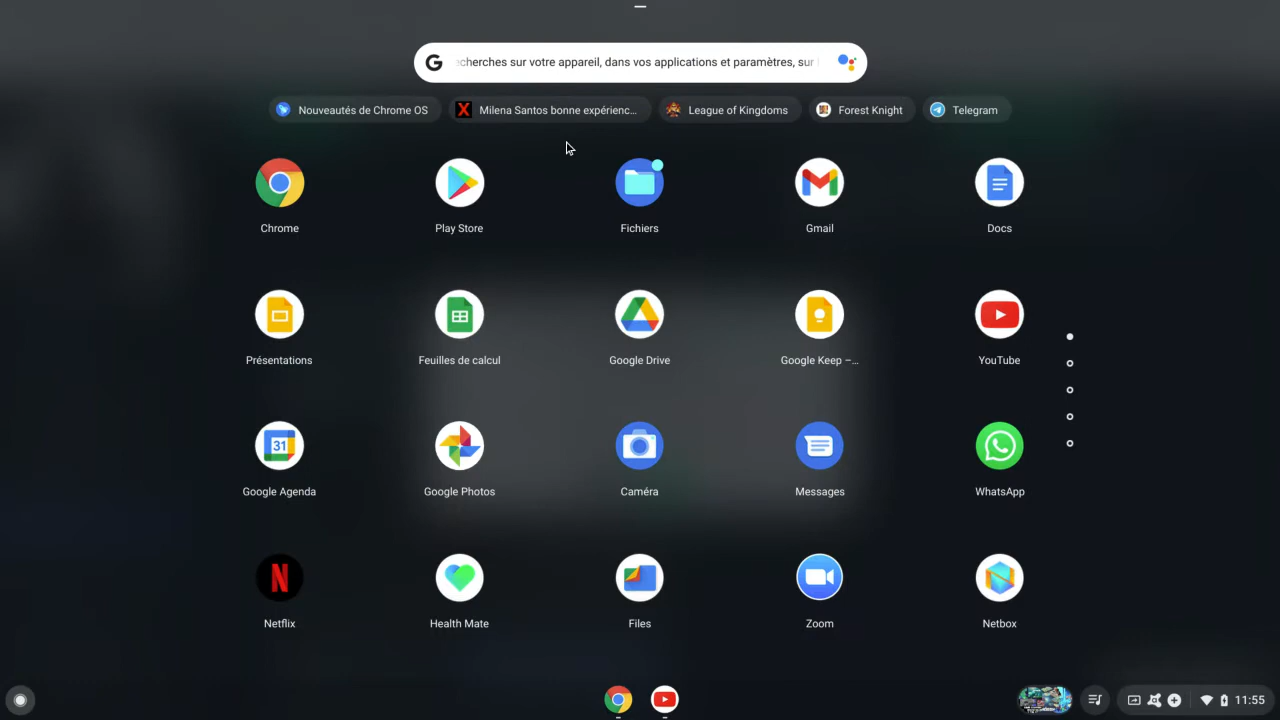 cherches sur votre appareil, dans vos applications et paramètres, sur
Nouveautés de Chrome OS
Milena Santos bonne expérienc...
League of Kingdoms
Forest Knight
Telegram
Chrome
Play Store
Fichiers
Gmail
Docs
Présentations
Feuilles de calcul
Google Drive
Google Keep –...
YouTube
31
Google Agenda
Google Photos
Caméra
Messages
WhatsApp
Netflix
Health Mate
Files
Zoom
Netbox
11:55